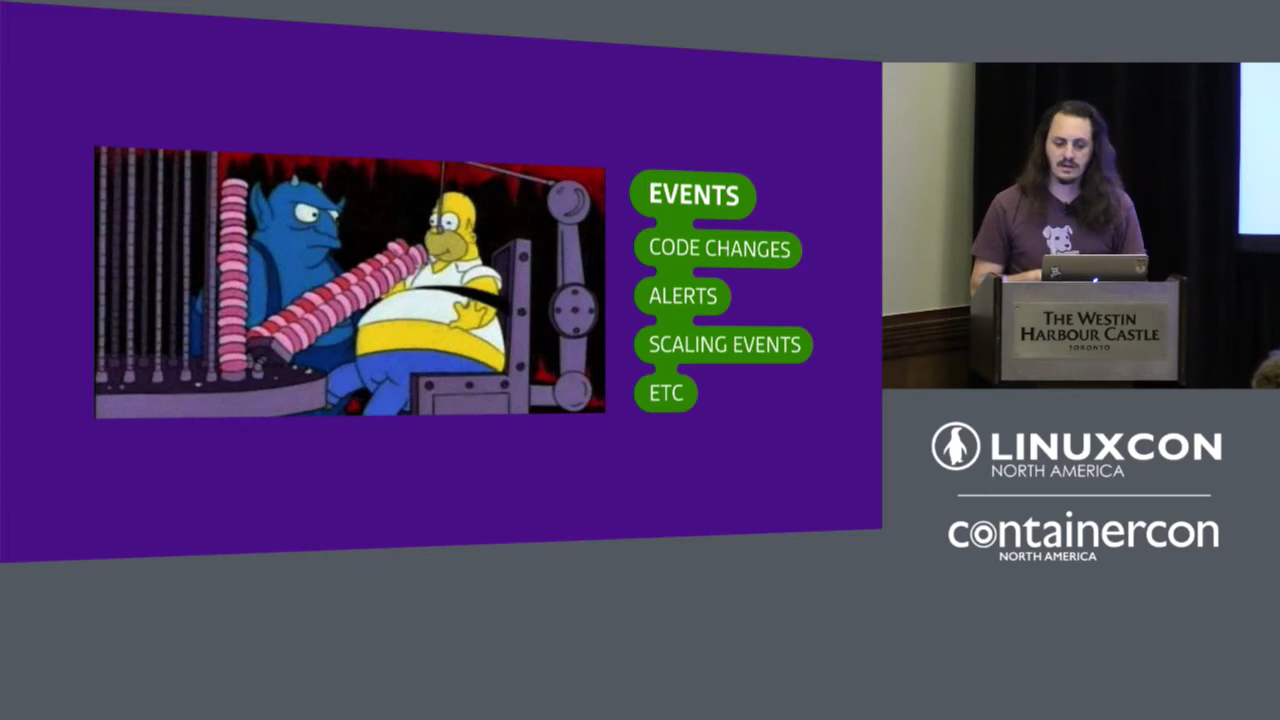 EVENTS
CODE CHANGES
ALERTS
SCALING EVENTS
ETC
THE WESTIN
HARBOUR CASTLE
TORONTO
LINUXCON
NORTH AMERICA
containercon
NORTH AMERICA